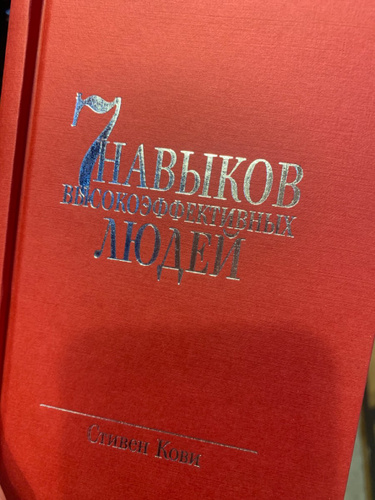 7 НАВЫКОВ
ВЫСОКОЭФФЕКТИВНЫХ
ЛЮДЕЙ
Стивен Кови